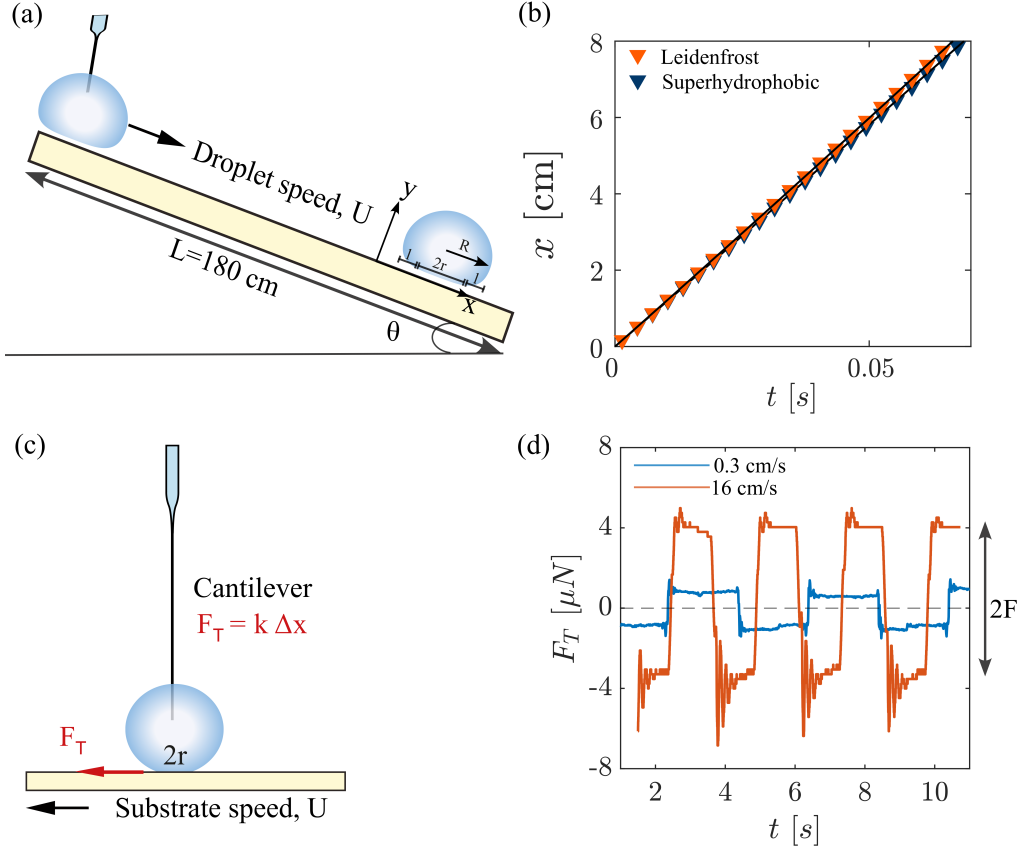 (a)
Droplet speed, U
y
R
l
2r
l
x
L=180 cm
θ
(b)
8
6
4
2
0
x [cm]
Leidenfrost
Superhydrophobic
0
0.05
t [s]
(c)
Cantilever
F_T = k Δx
F_T
2r
Substrate speed, U
(d)
8
4
0
-4
-8
F_T [μN]
0.3 cm/s
16 cm/s
2F
2
4
6
8
10
t [s]